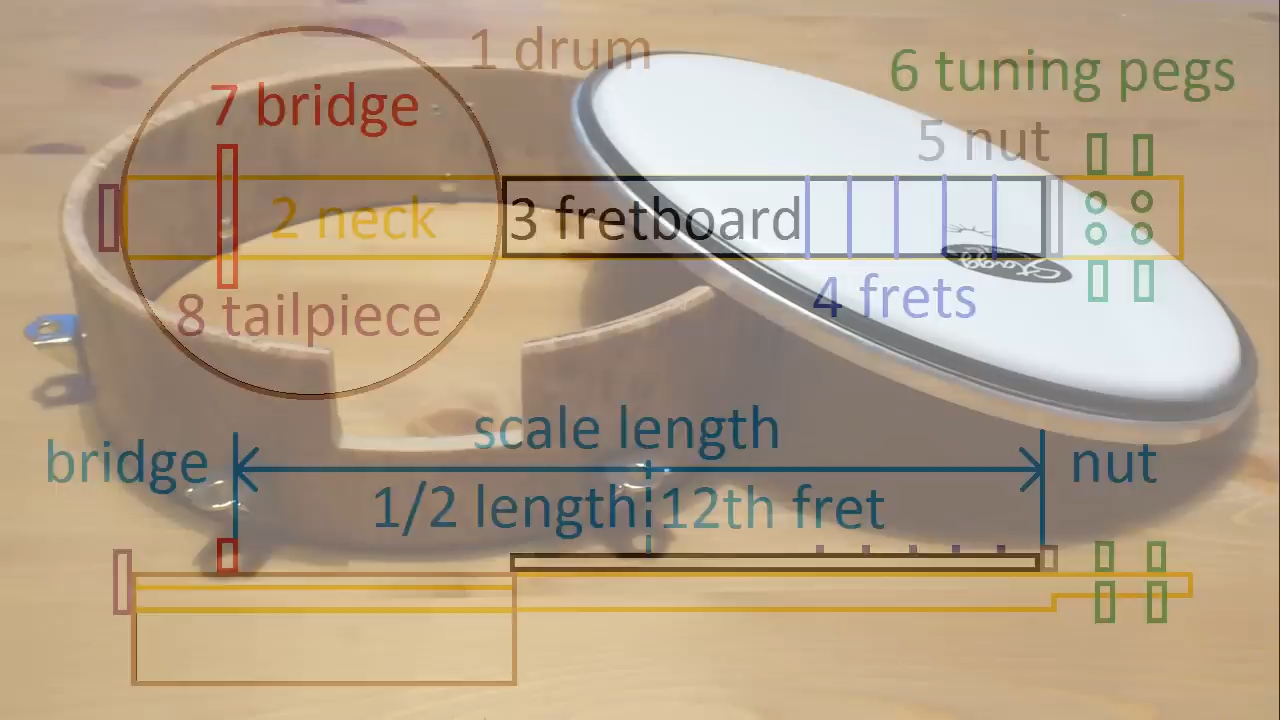 1 drum
6 tuning pegs
7 bridge
5 nut
2 neck
3 fretboard
4 frets
8 tailpiece
scale length
bridge
nut
1/2 length
12th fret